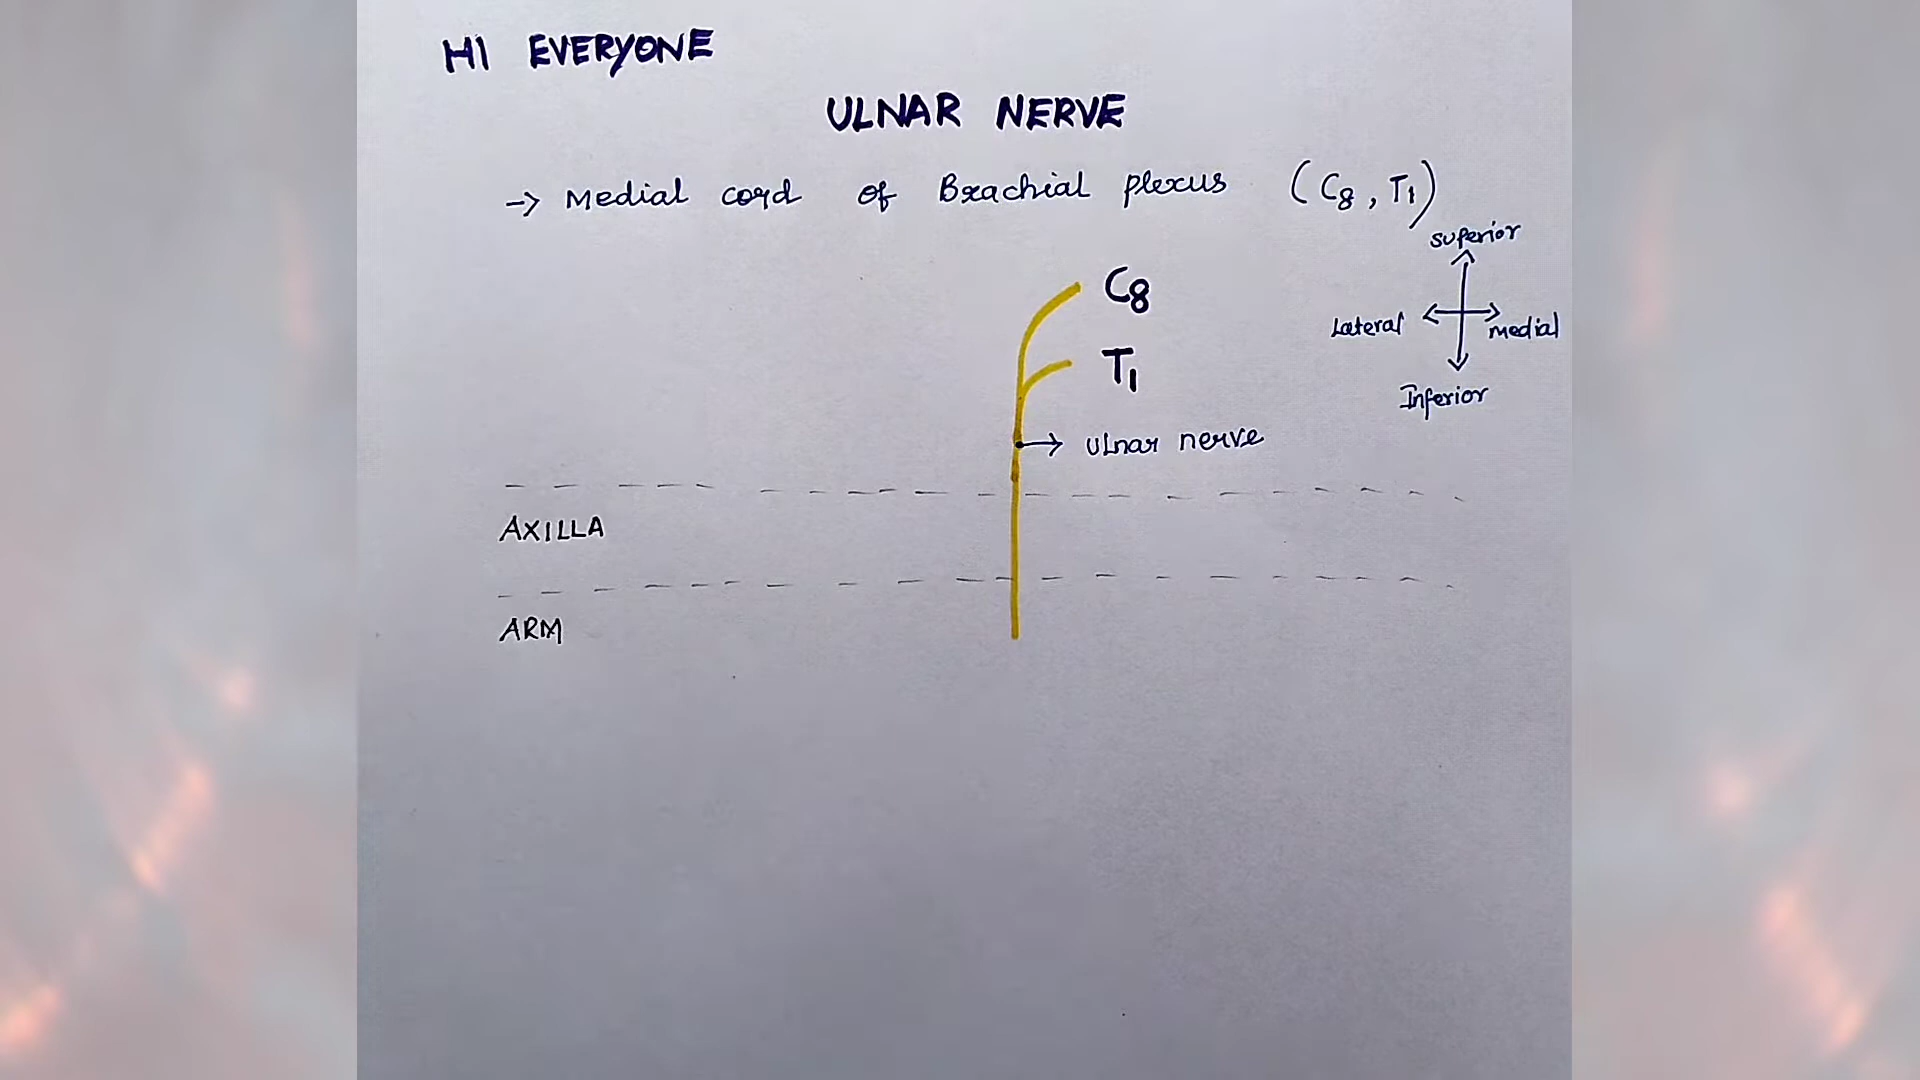 HI EVERYONE
ULNAR NERVE
→ Medial cord of Brachial plexus (C8, T1)
superior
Lateral
medial
Inferior
C8
T1
ulnar nerve
AXILLA
ARM